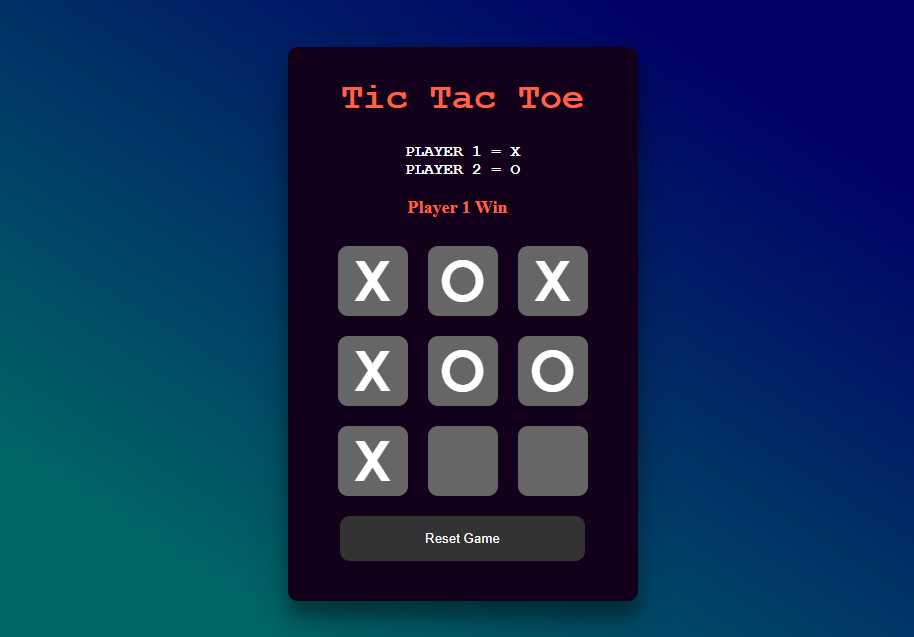 Tic Tac Toe
PLAYER 1 = X
PLAYER 2 = O
Player 1 Win
X O X
X O O
X
Reset Game